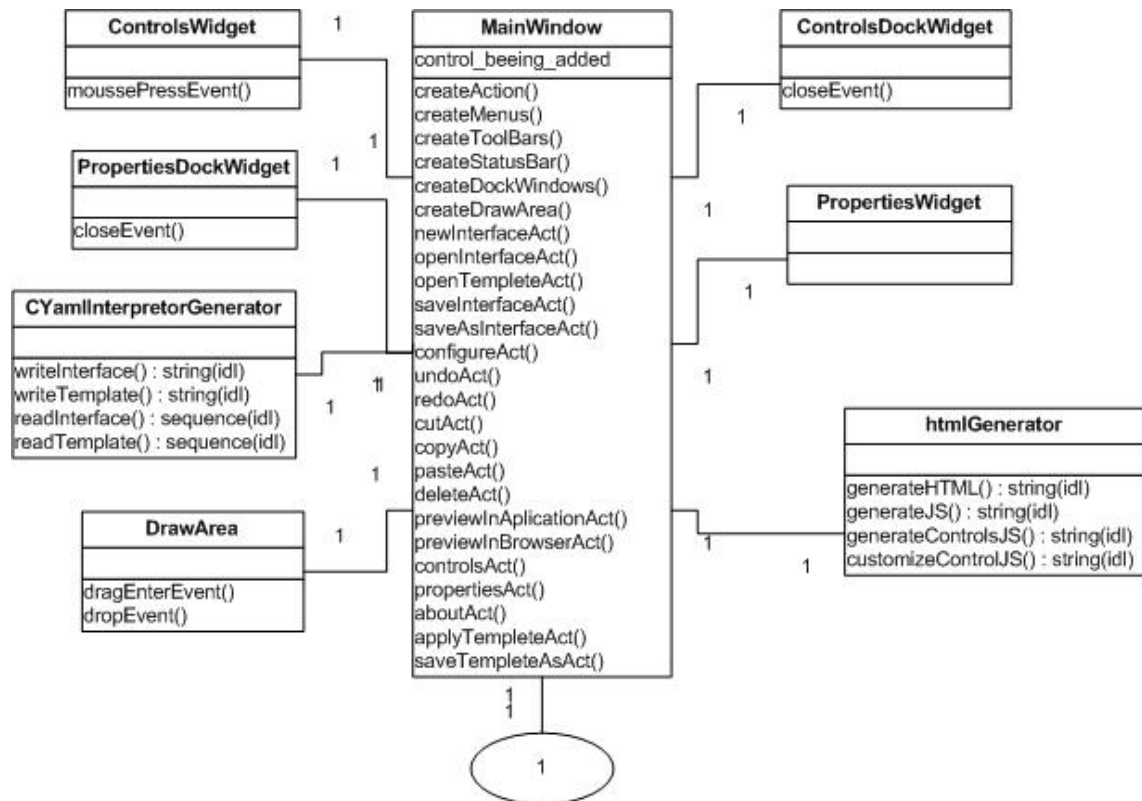 ControlsWidget
moussePressEvent()
1
1
PropertiesDockWidget
closeEvent()
1
CYamlInterpretorGenerator
writeInterface() : string(idl)
writeTemplate() : string(idl)
readInterface() : sequence(idl)
readTemplate() : sequence(idl)
1
11
DrawArea
dragEnterEvent()
dropEvent()
1
1
MainWindow
control_beeing_added
createAction()
createMenus()
createToolBars()
createStatusBar()
createDockWindows()
createDrawArea()
newInterfaceAct()
openInterfaceAct()
openTempleteAct()
saveInterfaceAct()
saveAsInterfaceAct()
configureAct()
undoAct()
redoAct()
cutAct()
copyAct()
pasteAct()
deleteAct()
previewInAplicationAct()
previewInBrowserAct()
controlsAct()
propertiesAct()
aboutAct()
applyTempleteAct()
saveTempleteAsAct()
1
1
1
ControlsDockWidget
closeEvent()
1
1
PropertiesWidget
1
1
htmlGenerator
generateHTML() : string(idl)
generateJS() : string(idl)
generateControlsJS() : string(idl)
customizeControlJS() : string(idl)
1
1